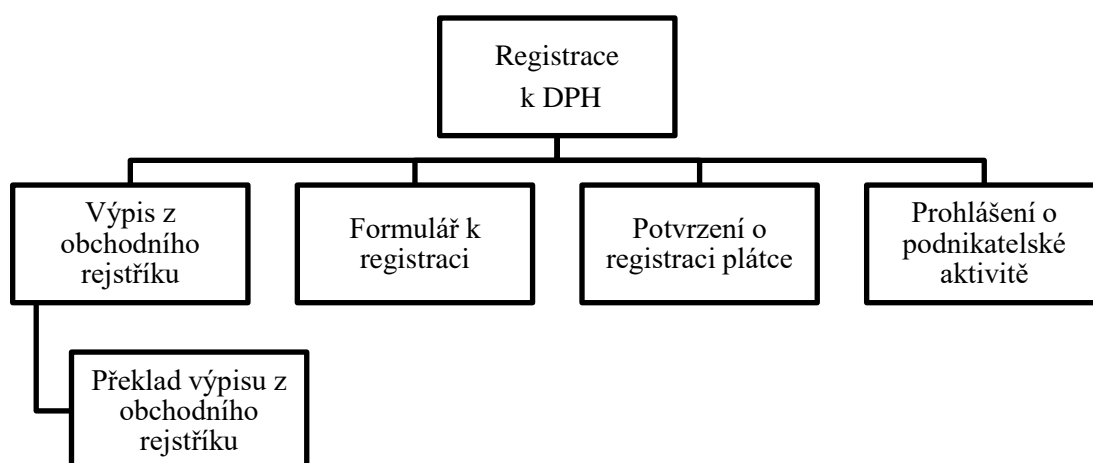 Registrace
k DPH
Výpis z
obchodního
rejstříku
Formulář k
registraci
Potvrzení o
registraci plátce
Prohlášení o
podnikatelské
aktivitě
Překlad výpisu z
obchodního
rejstříku